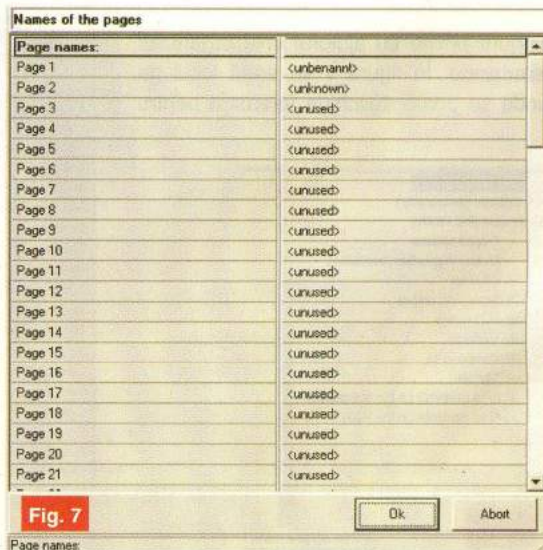 Names of the pages
Page names:
Page 1 <unbenannt>
Page 2 <unknown>
Page 3 <unused>
Page 4 <unused>
Page 5 <unused>
Page 6 <unused>
Page 7 <unused>
Page 8 <unused>
Page 9 <unused>
Page 10 <unused>
Page 11 <unused>
Page 12 <unused>
Page 13 <unused>
Page 14 <unused>
Page 15 <unused>
Page 16 <unused>
Page 17 <unused>
Page 18 <unused>
Page 19 <unused>
Page 20 <unused>
Page 21 <unused>
Fig. 7 Ok Abort
Page names: